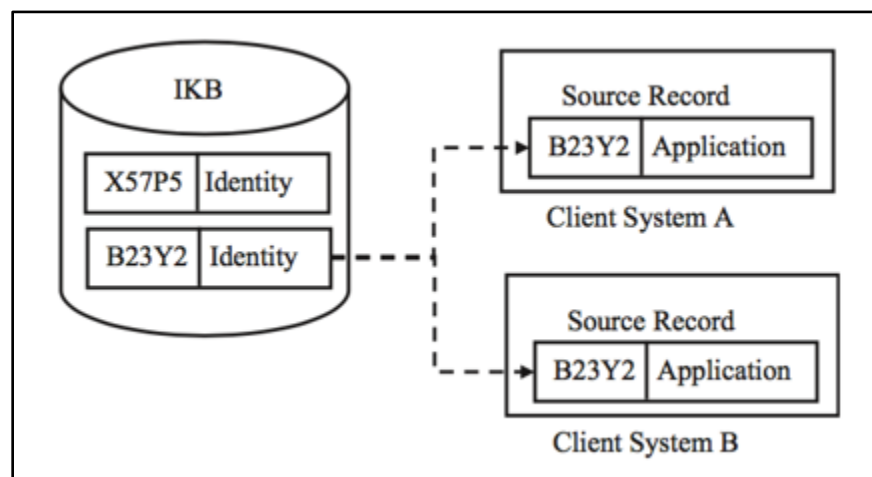 IKB
X57P5 Identity
B23Y2 Identity
Source Record
B23Y2 Application
Client System A
Source Record
B23Y2 Application
Client System B